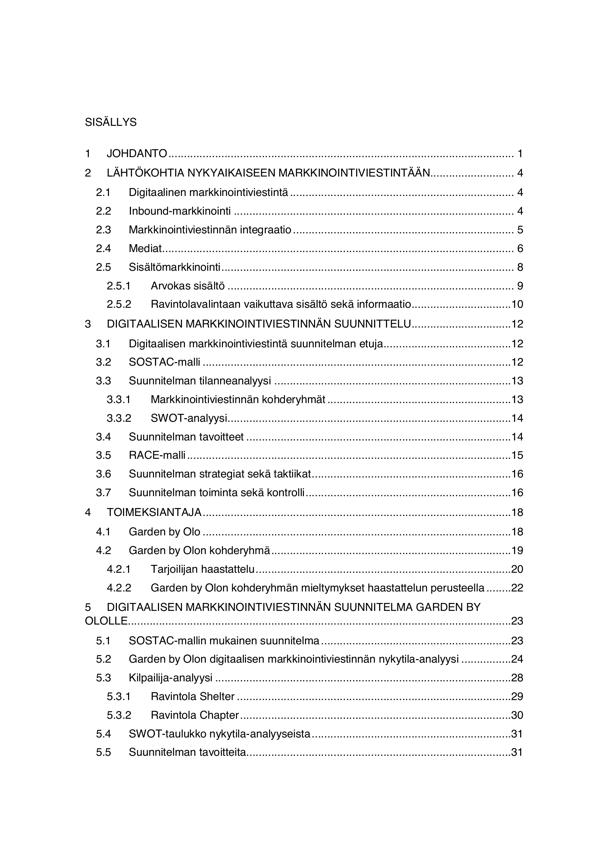 SISÄLLYS
1 JOHDANTO................................................................................................................ 1
2 LÄHTÖKOHTIA NYKYAIKAISEEN MARKKINOINTIVIESTINTÄÄN........................... 4
2.1 Digitaalinen markkinointiviestintä ........................................................................ 4
2.2 Inbound-markkinointi .......................................................................................... 4
2.3 Markkinointiviestinnän integraatio ....................................................................... 5
2.4 Mediat................................................................................................................. 6
2.5 Sisältömarkkinointi.............................................................................................. 8
2.5.1 Arvokas sisältö ............................................................................................ 9
2.5.2 Ravintolavalintaan vaikuttava sisältö sekä informaatio................................10
3 DIGITAALISEN MARKKINOINTIVIESTINNÄN SUUNNITTELU................................12
3.1 Digitaalisen markkinointiviestintä suunnitelman etuja.........................................12
3.2 SOSTAC-malli ...................................................................................................12
3.3 Suunnitelman tilanneanalyysi ............................................................................13
3.3.1 Markkinointiviestinnän kohderyhmät ...........................................................13
3.3.2 SWOT-analyysi...........................................................................................14
3.4 Suunnitelman tavoitteet .....................................................................................14
3.5 RACE-malli........................................................................................................15
3.6 Suunnitelman strategiat sekä taktiikat................................................................16
3.7 Suunnitelman toiminta sekä kontrolli..................................................................16
4 TOIMEKSIANTAJA...................................................................................................18
4.1 Garden by Olo ...................................................................................................18
4.2 Garden by Olon kohderyhmä.............................................................................19
4.2.1 Tarjoilijan haastattelu..................................................................................20
4.2.2 Garden by Olon kohderyhmän mieltymykset haastattelun perusteella ........22
5 DIGITAALISEN MARKKINOINTIVIESTINNÄN SUUNNITELMA GARDEN BY
OLOLLE...........................................................................................................................23
5.1 SOSTAC-mallin mukainen suunnitelma .............................................................23
5.2 Garden by Olon digitaalisen markkinointiviestinnän nykytila-analyysi ................24
5.3 Kilpailija-analyysi ...............................................................................................28
5.3.1 Ravintola Shelter ........................................................................................29
5.3.2 Ravintola Chapter.......................................................................................30
5.4 SWOT-taulukko nykytila-analyyseista................................................................31
5.5 Suunnitelman tavoitteita.....................................................................................31